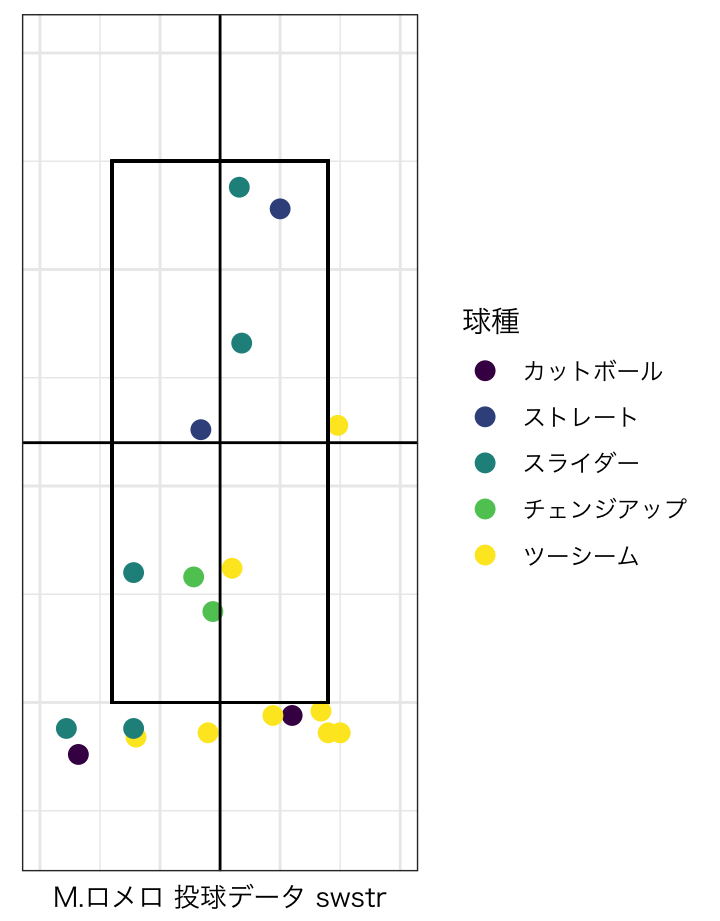 球種
カットボール
ストレート
スライダー
チェンジアップ
ツーシーム
M.ロメロ 投球データ swstr